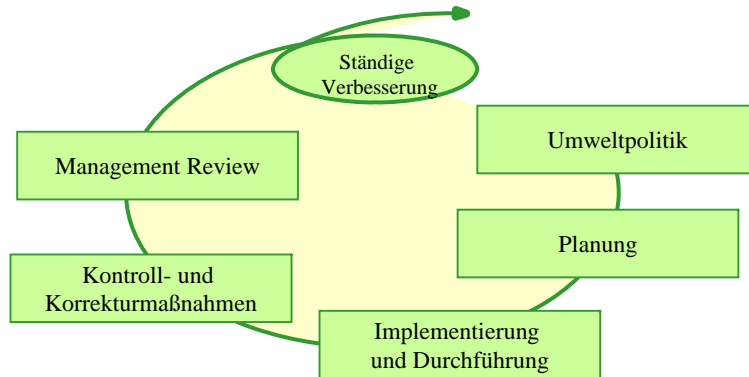 Ständige
Verbesserung
Umweltpolitik
Management Review
Planung
Kontroll- und
Korrekturmaßnahmen
Implementierung
und Durchführung